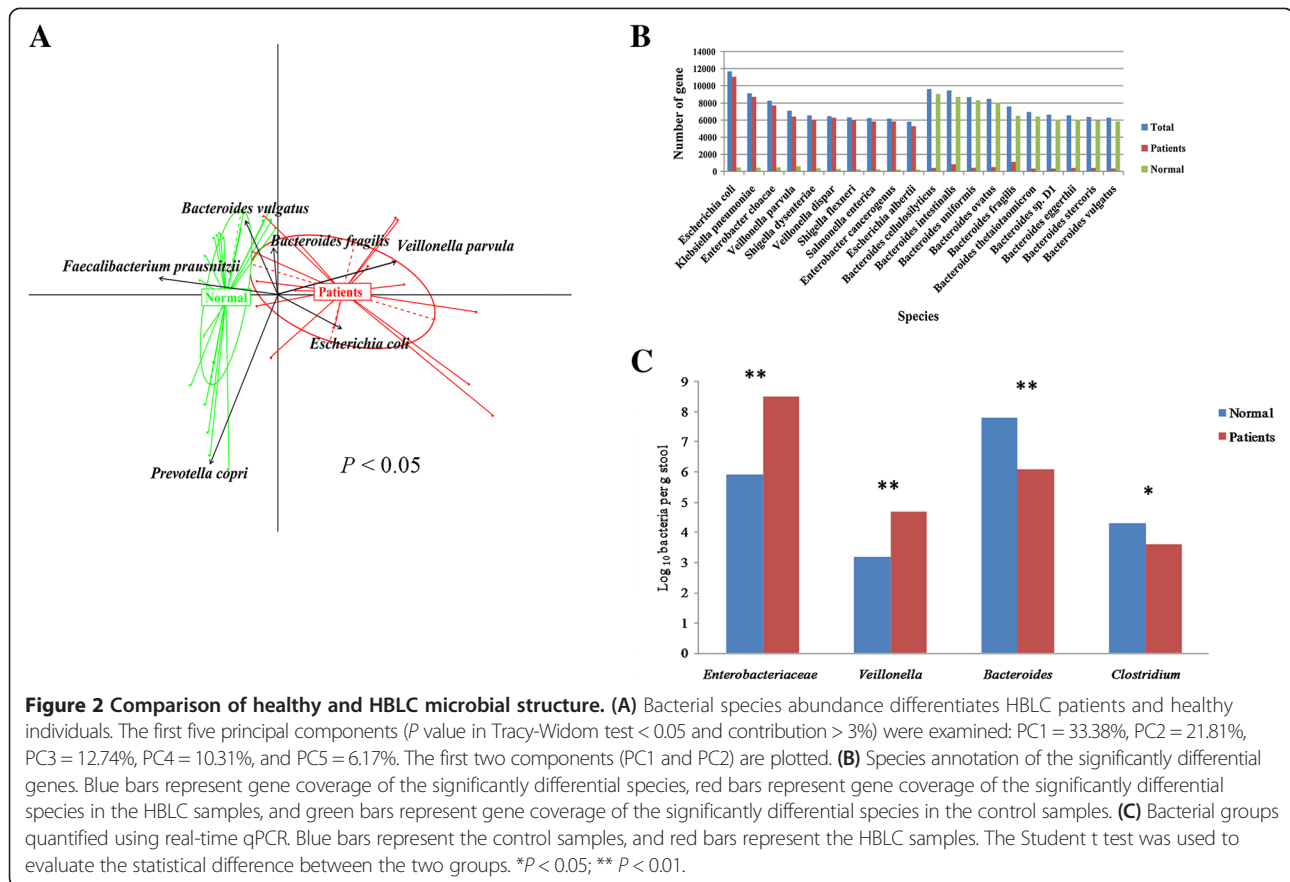 A
Bacteroides vulgatus
Bacteroides fragilis
Veillonella parvula
Faecalibacterium prausnitzii
Normal
Patients
Escherichia coli
Prevotella copri
P < 0.05
B
Number of gene
14000
12000
10000
8000
6000
4000
2000
0
Total
Patients
Normal
Escherichia coli
Klebsiella pneumoniae
Enterobacter cloacae
Veillonella parvula
Shigella dysenteriae
Veillonella dispar
Shigella flexneri
Salmonella enterica
Enterobacter cancerogenus
Escherichia albertii
Bacteroides cellulosilyticus
Bacteroides intestinalis
Bacteroides uniformis
Bacteroides ovatus
Bacteroides fragilis
Bacteroides thetaiotaomicron
Bacteroides sp. D1
Bacteroides eggerthii
Bacteroides stercoris
Bacteroides vulgatus
Species
C
Log10 bacteria per g stool
9
8
7
6
5
4
3
2
1
0
**
**
**
*
Normal
Patients
Enterobacteriaceae
Veillonella
Bacteroides
Clostridium
Figure 2 Comparison of healthy and HBLC microbial structure. (A) Bacterial species abundance differentiates HBLC patients and healthy
individuals. The first five principal components (P value in Tracy-Widom test < 0.05 and contribution > 3%) were examined: PC1 = 33.38%, PC2 = 21.81%,
PC3 = 12.74%, PC4 = 10.31%, and PC5 = 6.17%. The first two components (PC1 and PC2) are plotted. (B) Species annotation of the significantly differential
genes. Blue bars represent gene coverage of the significantly differential species, red bars represent gene coverage of the significantly differential
species in the HBLC samples, and green bars represent gene coverage of the significantly differential species in the control samples. (C) Bacterial groups
quantified using real-time qPCR. Blue bars represent the control samples, and red bars represent the HBLC samples. The Student t test was used to
evaluate the statistical difference between the two groups. *P < 0.05; ** P < 0.01.